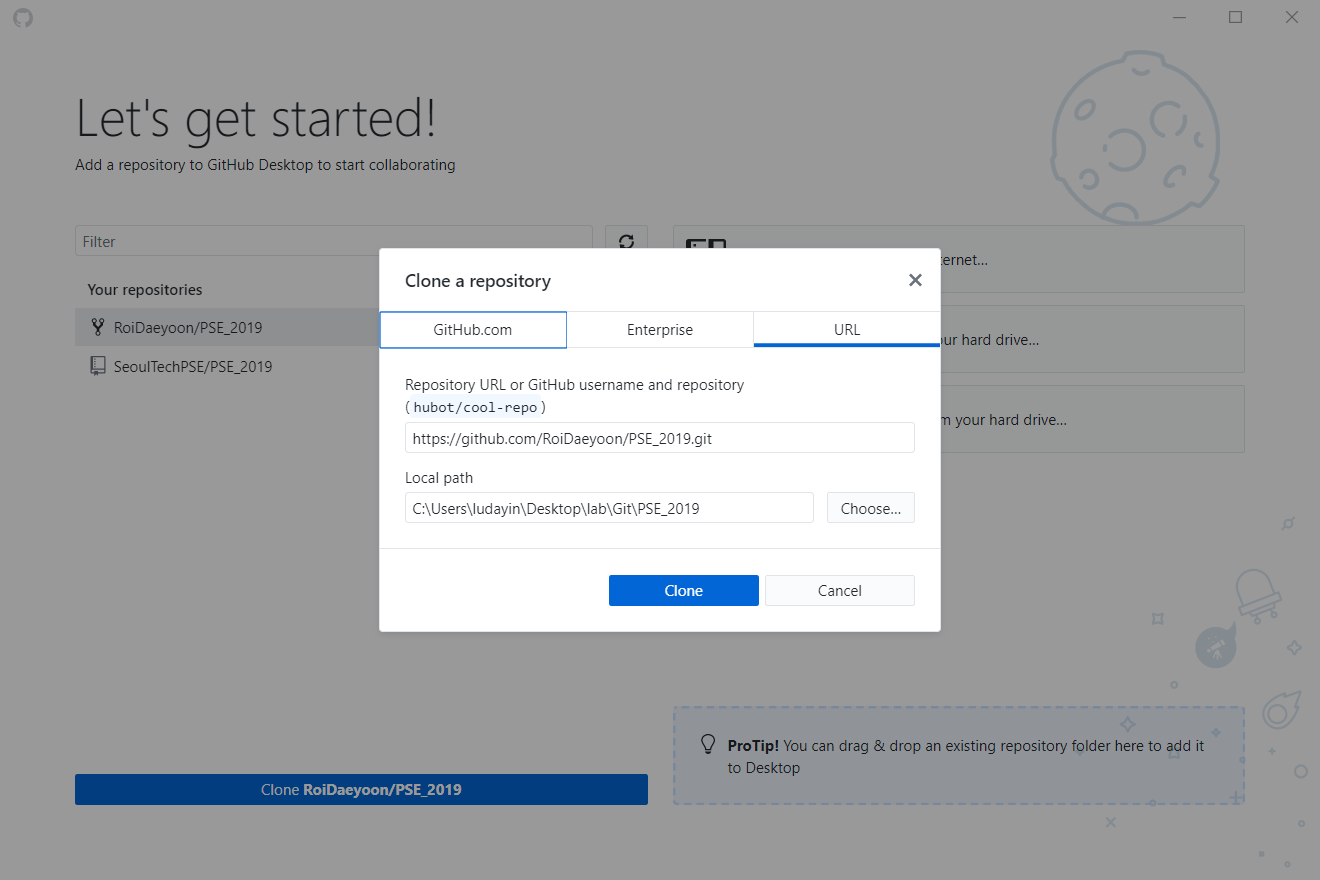 Let's get started!
Add a repository to GitHub Desktop to start collaborating
Filter
Your repositories
RoiDaeyoon/PSE_2019
SeoulTechPSE/PSE_2019
Clone RoiDaeyoon/PSE_2019
ternet...
ur hard drive...
m your hard drive...
ProTip! You can drag & drop an existing repository folder here to add it
to Desktop
Clone a repository
GitHub.com Enterprise URL
Repository URL or GitHub username and repository
(hubot/cool-repo)
https://github.com/RoiDaeyoon/PSE_2019.git
Local path
C:\Users\ludayin\Desktop\lab\Git\PSE_2019 Choose...
Clone Cancel